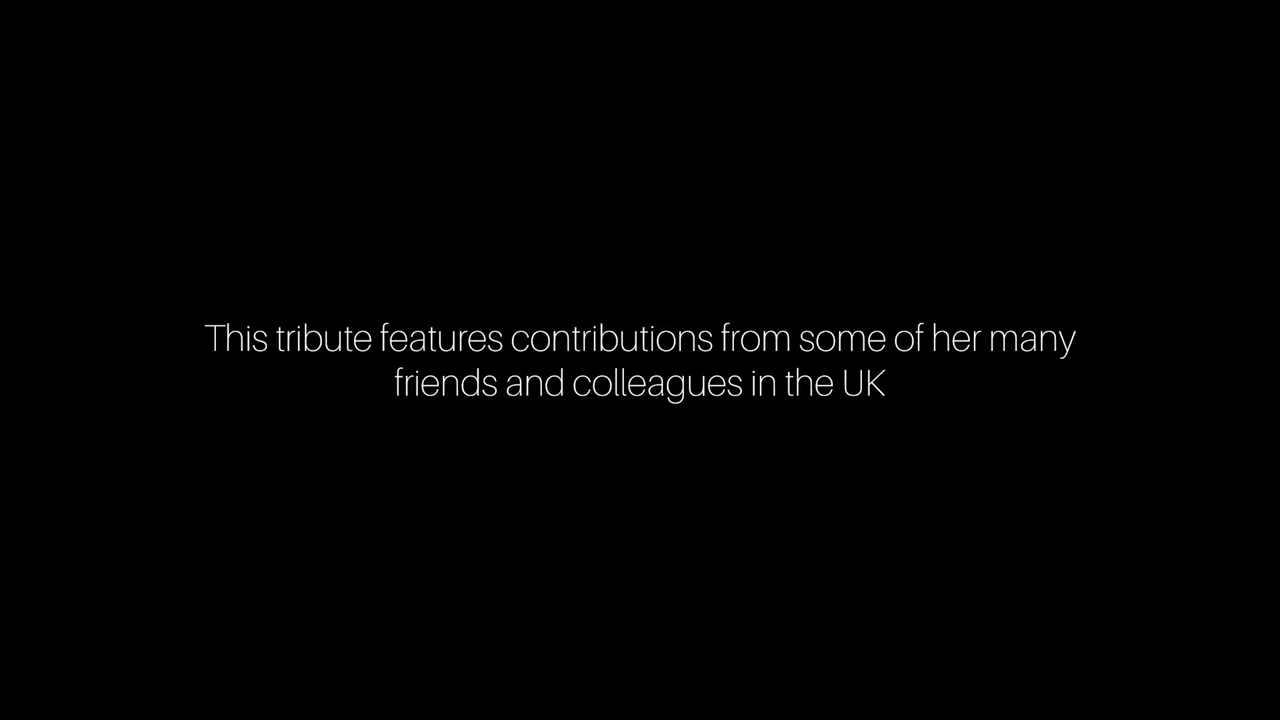 This tribute features contributions from some of her many
friends and colleagues in the UK